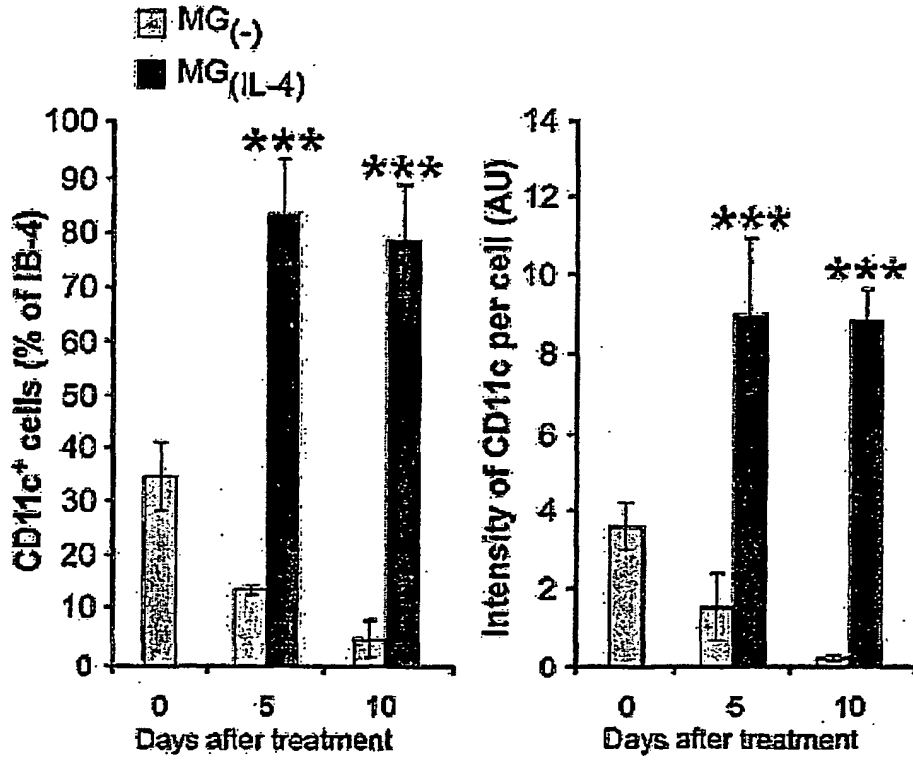 MG(-)
MG(IL-4)
CD11c+ cells (% of IB-4)
100
90
80
70
60
50
40
30
20
10
0
***
***
0 5 10
Days after treatment
Intensity of CD11c per cell (AU)
14
12
10
8
6
4
2
0
***
***
0 5 10
Days after treatment